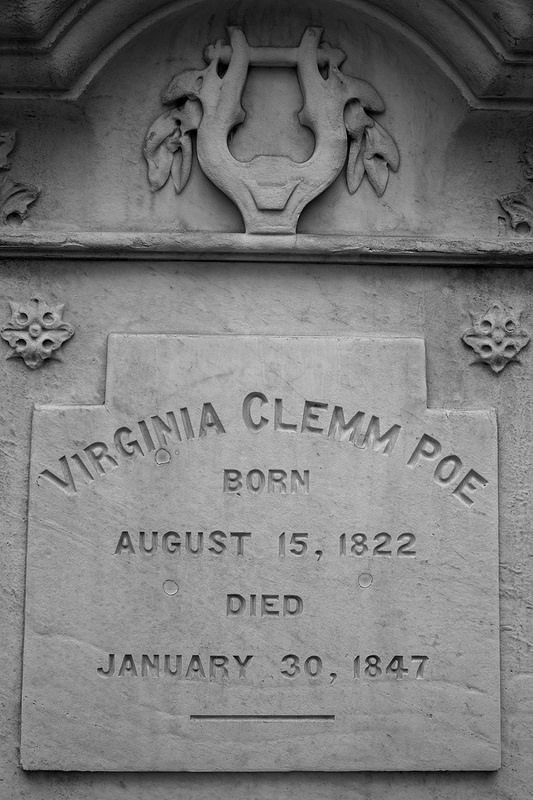 VIRGINIA CLEMM POE
BORN
AUGUST 15, 1822
DIED
JANUARY 30, 1847